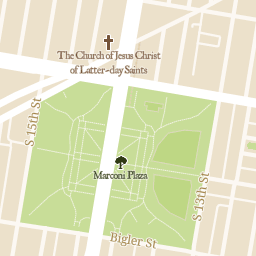 The Church of Jesus Christ
of Latter-day Saints
S 15th St
Marconi Plaza
S 13th St
Bigler St